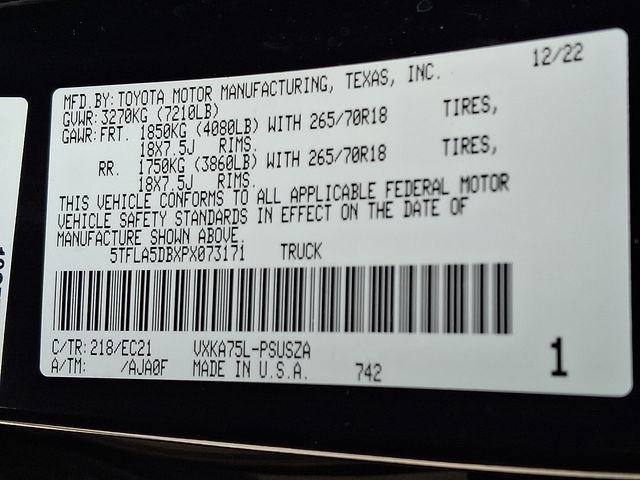 12/22
MFD.BY:TOYOTA MOTOR MANUFACTURING, TEXAS, INC.
GVWR:3270KG (7210LB)
GAWR:FRT. 1850KG (4080LB) WITH 265/70R18 TIRES,
18X7.5J RIMS.
RR. 1750KG (3860LB) WITH 265/70R18 TIRES,
18X7.5J RIMS.
THIS VEHICLE CONFORMS TO ALL APPLICABLE FEDERAL MOTOR
VEHICLE SAFETY STANDARDS IN EFFECT ON THE DATE OF
MANUFACTURE SHOWN ABOVE.
5TFLA5DBXPX073171 TRUCK
C/TR:218/EC21 VXKA75L-PSUSZA
A/TM: /AJA0F MADE IN U.S.A. 742
1